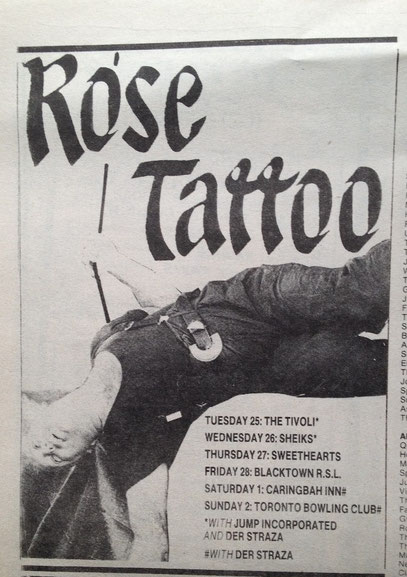 Rose
Tattoo
TUESDAY 25: THE TIVOLI*
WEDNESDAY 26: SHEIKS*
THURSDAY 27: SWEETHEARTS
FRIDAY 28: BLACKTOWN R.S.L.
SATURDAY 1: CARINGBAH INN#
SUNDAY 2: TORONTO BOWLING CLUB#
*WITH JUMP INCORPORATED
AND DER STRAZA
#WITH DER STRAZA